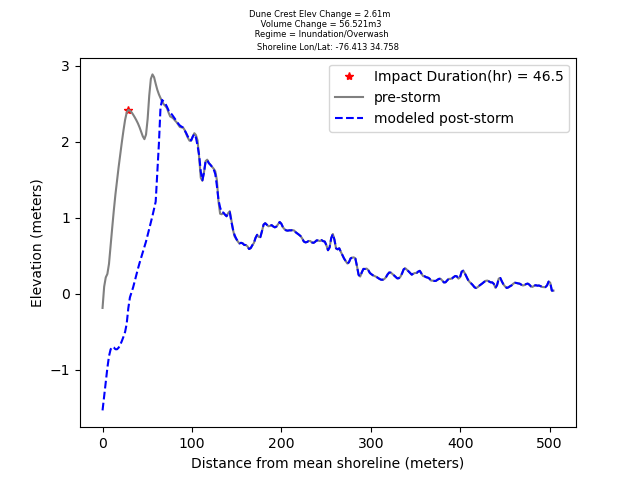 Dune Crest Elev Change = 2.61m
Volume Change = 56.521m3
Regime = Inundation/Overwash
Shoreline Lon/Lat: -76.413 34.758
Impact Duration(hr) = 46.5
pre-storm
modeled post-storm
3
2
1
0
−1
Elevation (meters)
0 100 200 300 400 500
Distance from mean shoreline (meters)